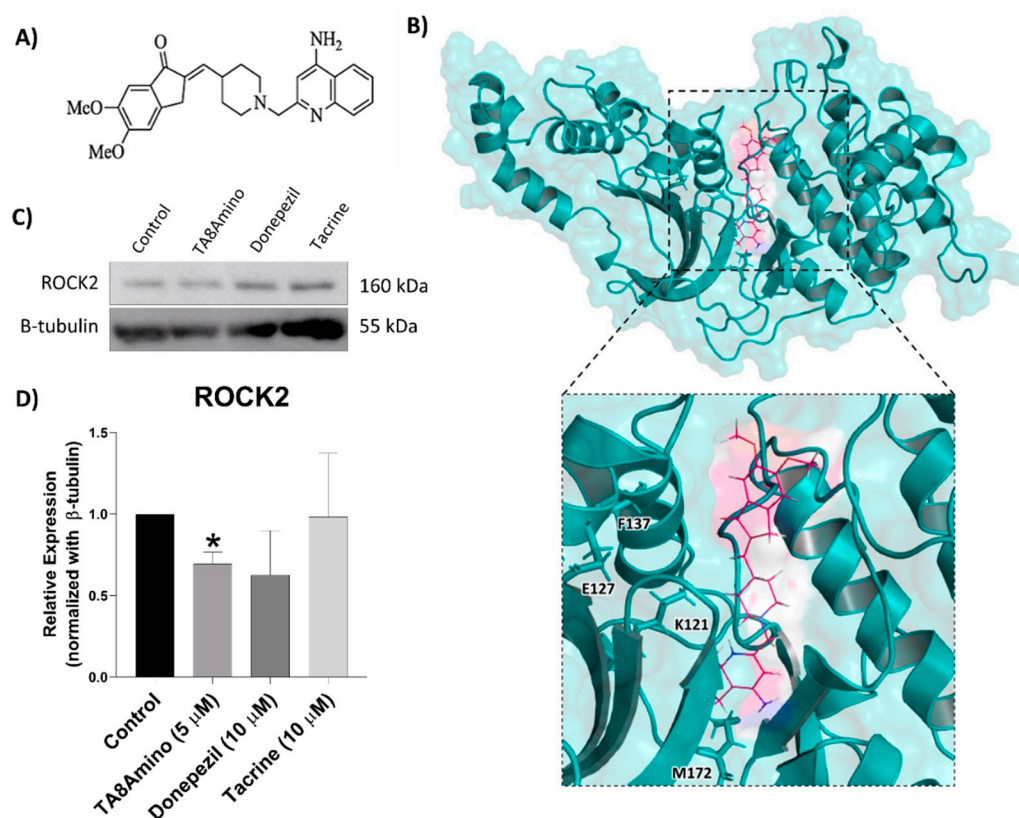 A)
O
NH₂
MeO
MeO
N
N
B)
C)
Control
TA8Amino
Donepezil
Tacrine
ROCK2
160 kDa
B-tubulin
55 kDa
D)
ROCK2
Relative Expression
(normalized with β-tubulin)
1.5
1.0
0.5
0.0
*
Control
TA8Amino (5 µM)
Donepezil (10 µM)
Tacrine (10 µM)
F137
E127
K121
M172